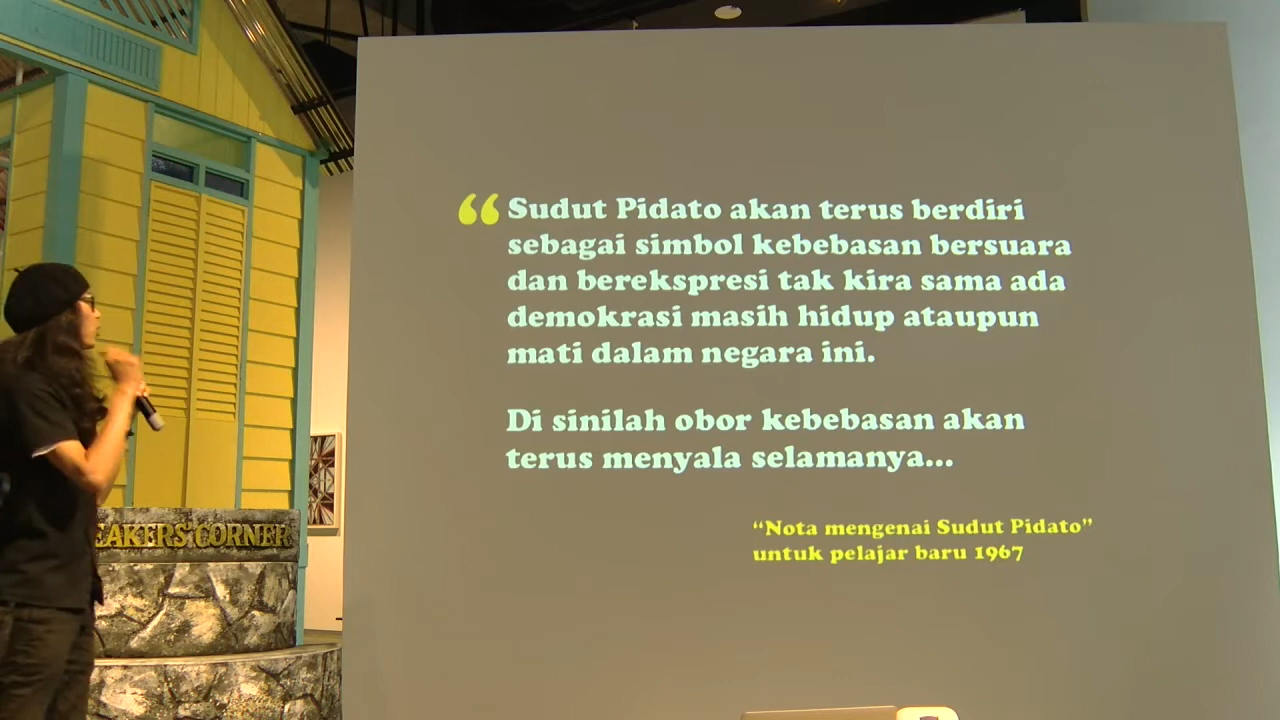 “Sudut Pidato akan terus berdiri
sebagai simbol kebebasan bersuara
dan berekspresi tak kira sama ada
demokrasi masih hidup ataupun
mati dalam negara ini.
Di sinilah obor kebebasan akan
terus menyala selamanya...
“Nota mengenai Sudut Pidato”
untuk pelajar baru 1967
EAKERS' CORNER